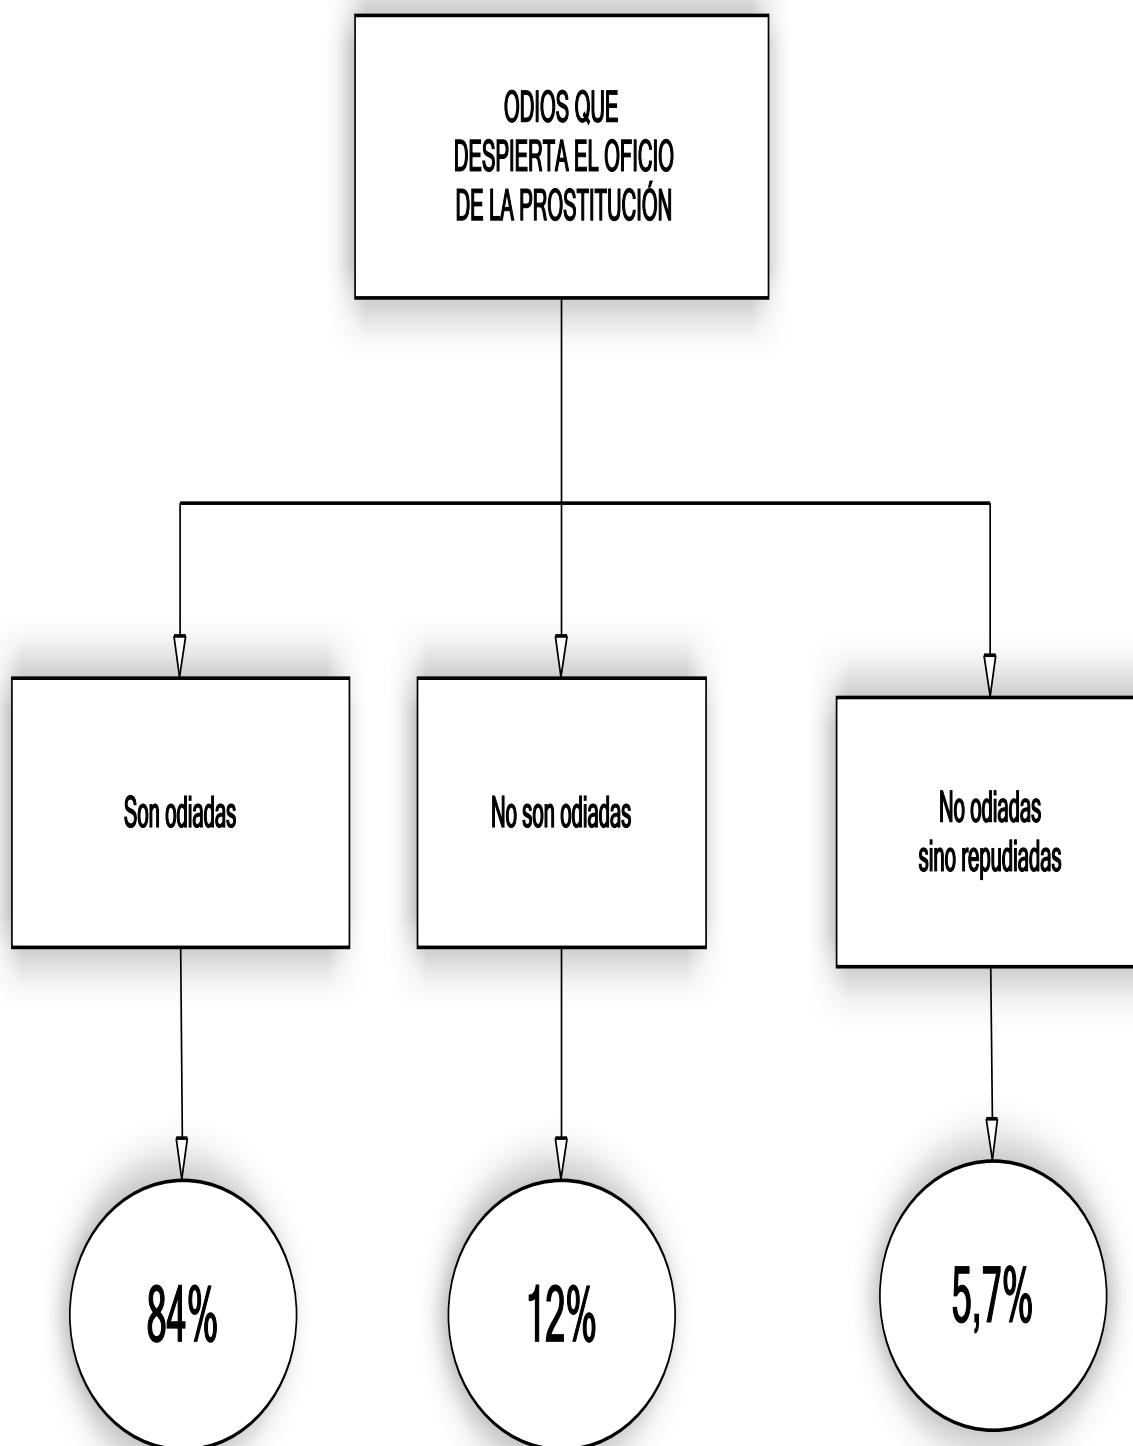 ODIOS QUE
DESPIERTA EL OFICIO
DE LA PROSTITUCIÓN
Son odiadas
No son odiadas
No odiadas
sino repudiadas
84%
12%
5,7%